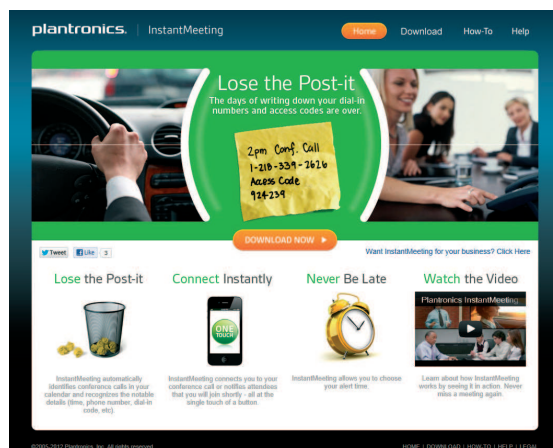 plantronics. InstantMeeting
Home Download How-To Help
Lose the Post-it
The days of writing down your dial-in
numbers and access codes are over.
2pm Conf. Call
1-218-339-2626
Access Code
924-239
DOWNLOAD NOW
Tweet Like 3
Want InstantMeeting for your business? Click Here
Lose the Post-it
InstantMeeting automatically
identifies conference calls in your
calendar and recognizes the notable
details (time, phone number, dial-in
code, etc).
Connect Instantly
ONE
TOUCH
InstantMeeting connects you to your
conference call or notifies attendees
that you will join shortly - all at the
single touch of a button.
Never Be Late
InstantMeeting allows you to choose
your alert time.
Watch the Video
Plantronics InstantMeeting
Learn about how InstantMeeting
works by seeing it in action. Never
miss a meeting again.
©2005-2012 Plantronics, Inc. All rights reserved.
HOME | DOWNLOAD | HOW-TO | HELP | LEGAL